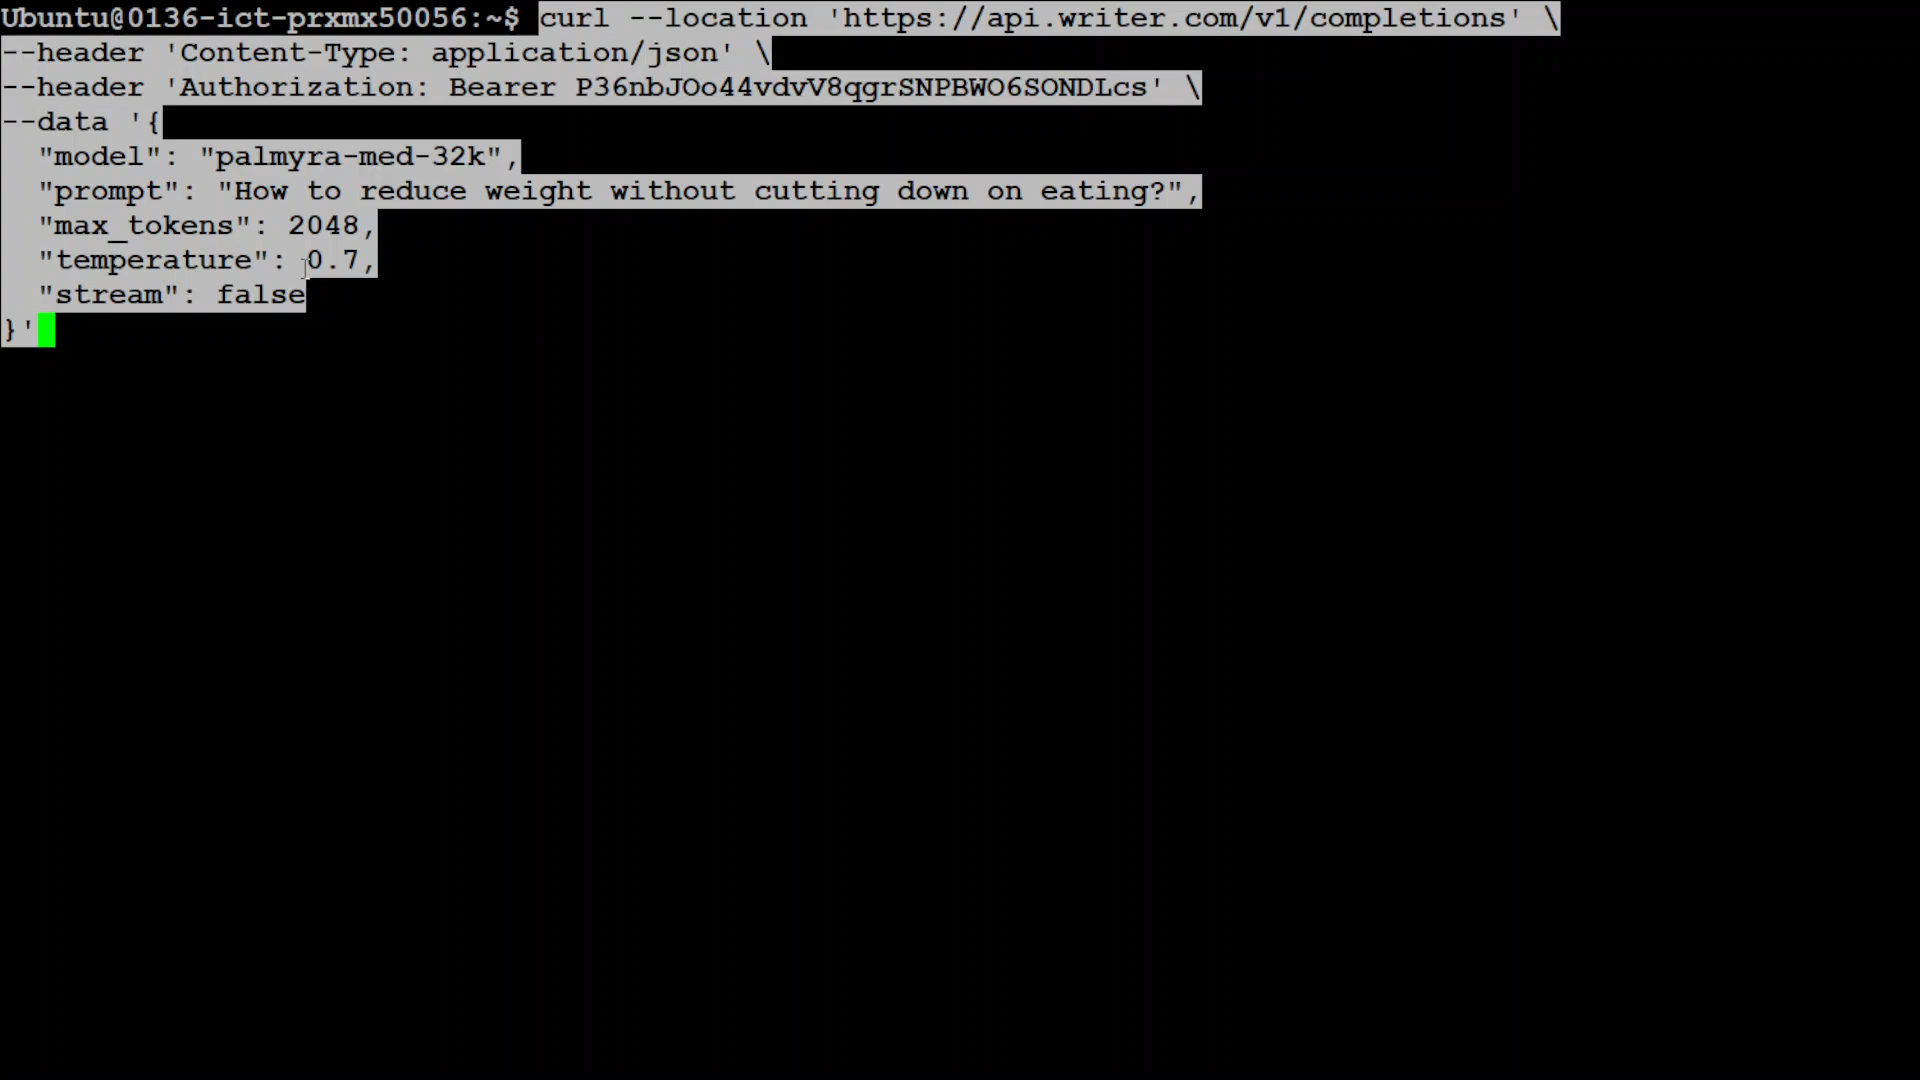 Ubuntu@0136-ict-prxmx50056:~$ curl --location 'https://api.writer.com/v1/completions' \
--header 'Content-Type: application/json' \
--header 'Authorization: Bearer P36nbJOo44vdvV8qgrSNPBWO6SONDLcs' \
--data '{
  "model": "palmyra-med-32k",
  "prompt": "How to reduce weight without cutting down on eating?",
  "max_tokens": 2048,
  "temperature": 0.7,
  "stream": false
}'